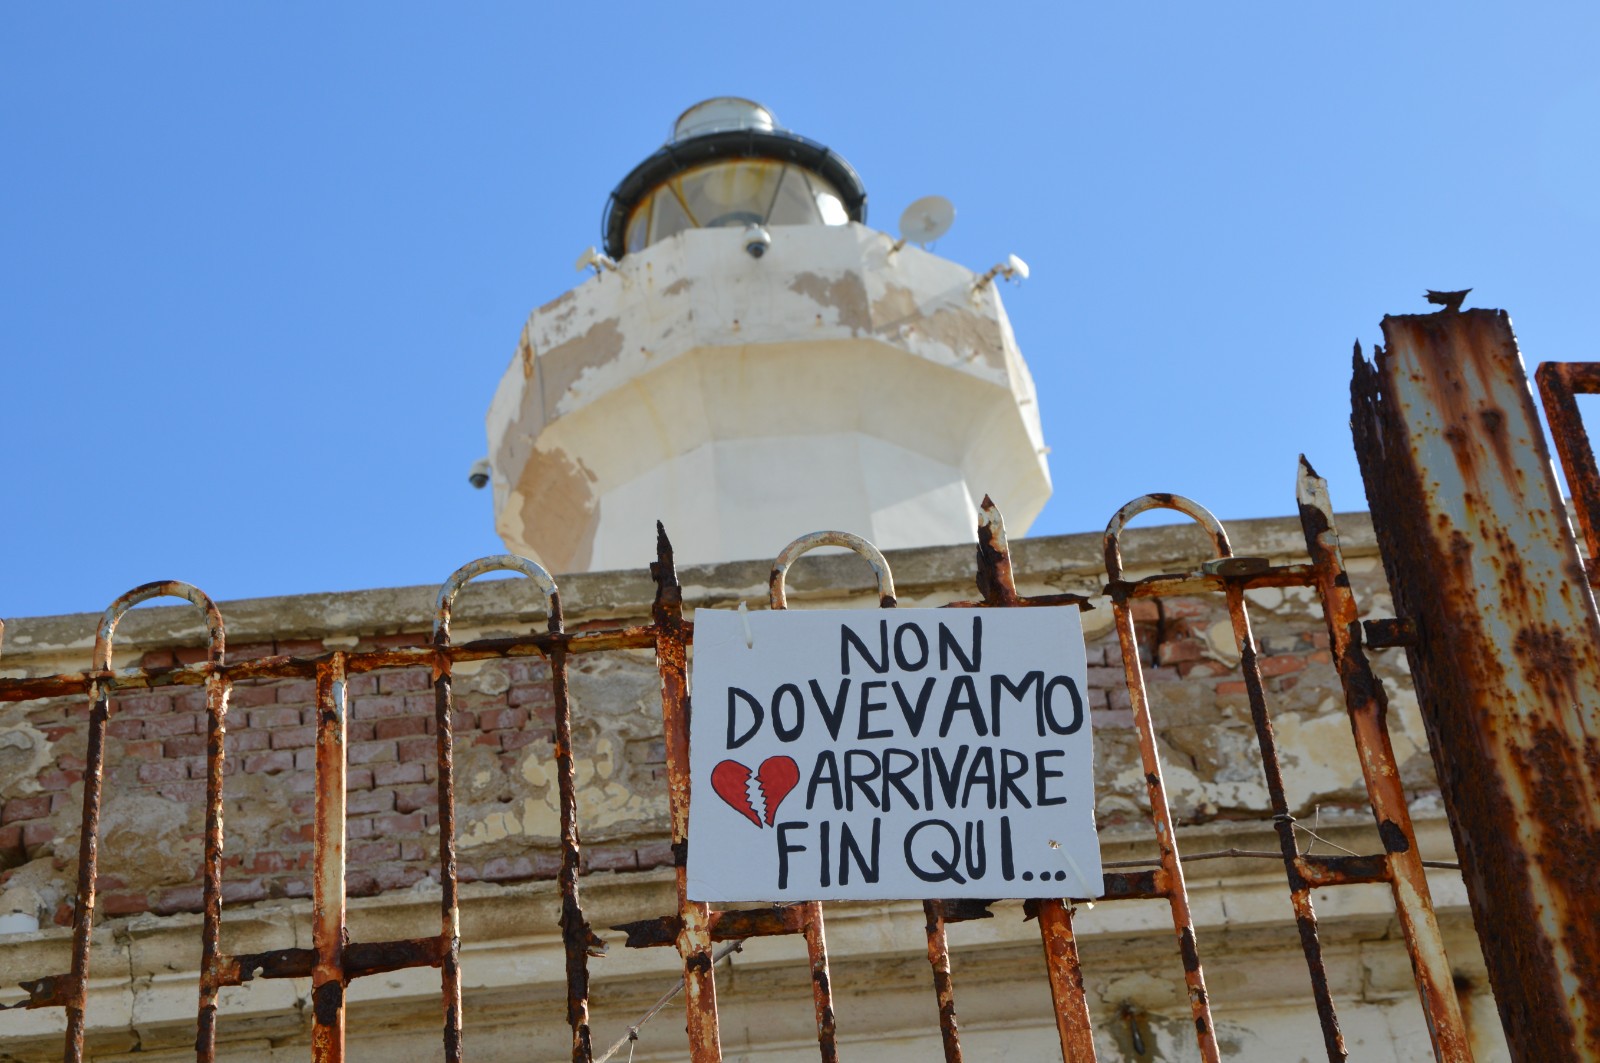 NON
DOVEVAMO
ARRIVARE
FIN QUI...